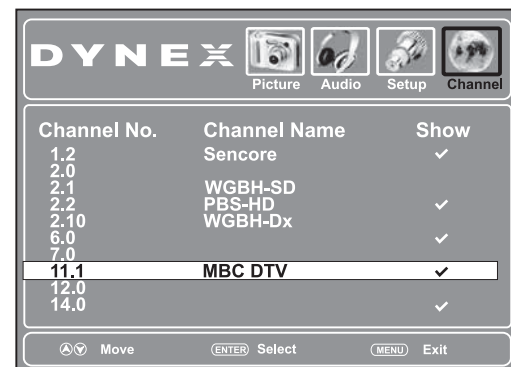 DYNEX
Picture Audio Setup Channel
Channel No. Channel Name Show
1.2 Sencore ✓
2.0
2.1 WGBH-SD
2.2 PBS-HD ✓
2.10 WGBH-Dx
6.0 ✓
7.0
11.1 MBC DTV ✓
12.0
14.0 ✓
Move ENTER Select MENU Exit